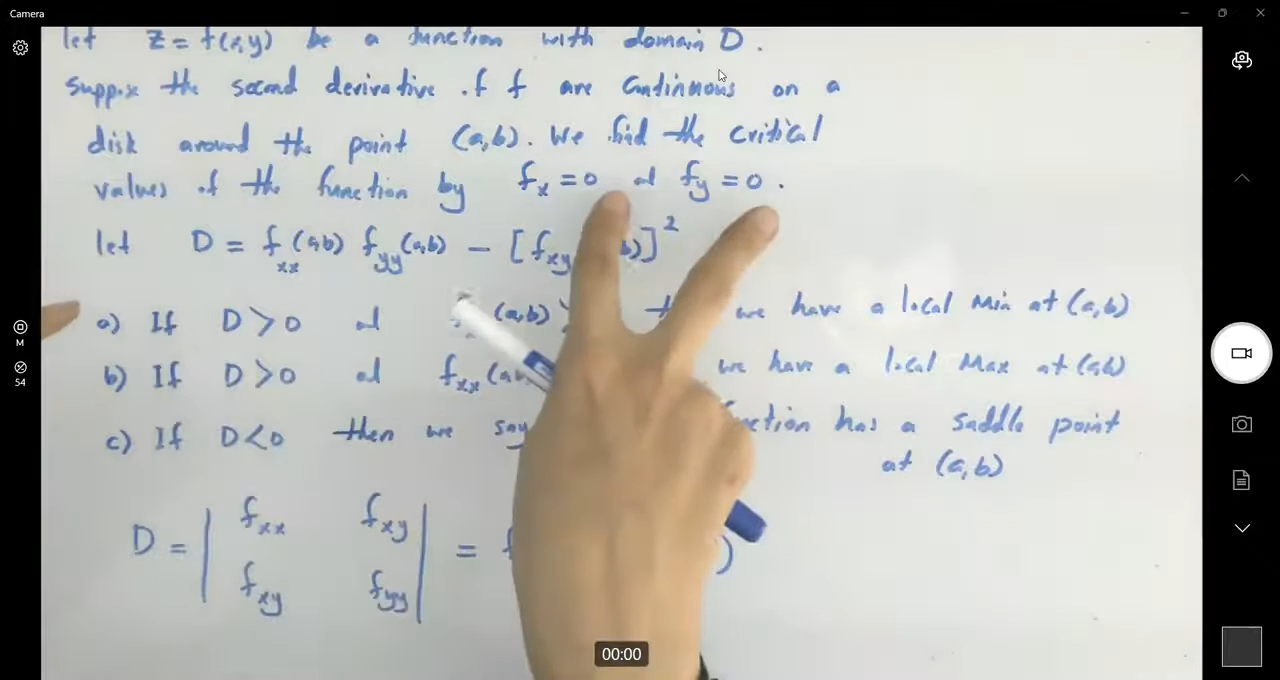 Camera
let z = f(x,y) be a function with domain D.
suppose the second derivative of f are continuous on a
disk around the point (a,b). We find the critical
values of the function by fx = 0 and fy = 0.
let D = fxx(a,b) fyy(a,b) - [fxy b)]²
a) If D > 0 and (a,b) we have a local Min at (a,b)
b) If D > 0 and fxx(a we have a local Max at (a,b)
c) If D < 0 then we say function has a saddle point
at (a,b)
M
54
D = | fxx fxy | =
| fxy fyy |
00:00